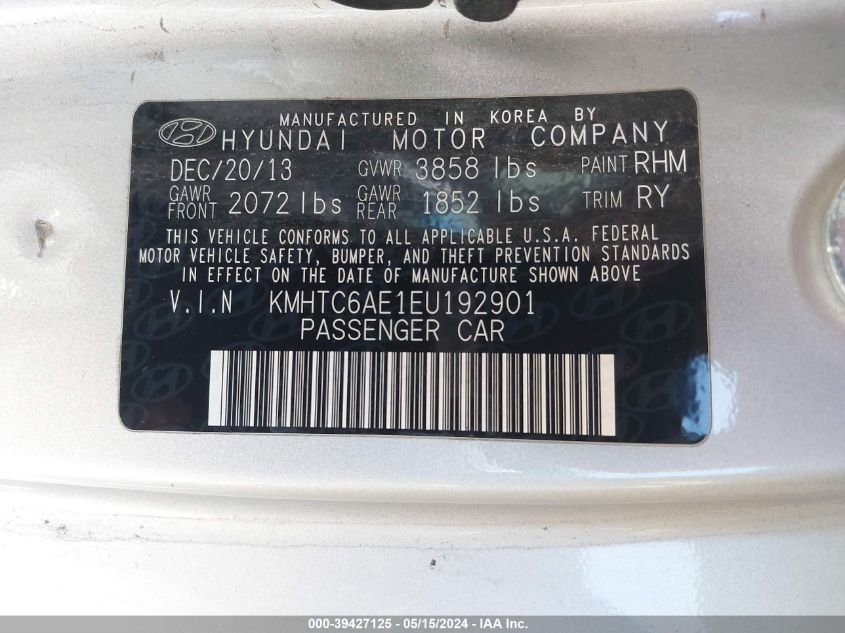 MANUFACTURED IN KOREA BY
HYUNDAI MOTOR COMPANY
DEC/20/13 GVWR 3858 lbs PAINT RHM
GAWR FRONT 2072 lbs GAWR REAR 1852 lbs TRIM RY
THIS VEHICLE CONFORMS TO ALL APPLICABLE U.S.A. FEDERAL
MOTOR VEHICLE SAFETY, BUMPER, AND THEFT PREVENTION STANDARDS
IN EFFECT ON THE DATE OF MANUFACTURE SHOWN ABOVE
V.I.N KMHTC6AE1EU192901
PASSENGER CAR
000-39427125 - 05/15/2024 - IAAI.COM